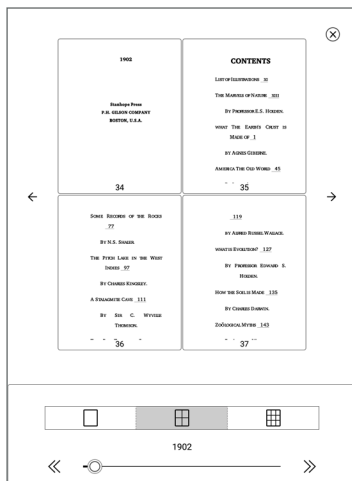 1902
Stanhope Press
P.H. GILSON COMPANY
BOSTON, U.S.A.
34
CONTENTS
LIST OF ILLUSTRATIONS XI
THE MARVELS OF NATURE XIII
BY PROFESSOR E.S. HOLDEN.
WHAT THE EARTH'S CRUST IS
MADE OF 1
BY AGNES GIBERNE.
AMERICA THE OLD WORLD 45
35
SOME RECORDS OF THE ROCKS
77
BY N.S. SHALER.
THE PITCH LAKE IN THE WEST
INDIES 97
BY CHARLES KINGSLEY.
A STALAGMITE CAVE 111
BY SIR C. WYVILLE
THOMSON.
36
119
BY ALFRED RUSSEL WALLACE.
WHAT IS EVOLUTION? 127
BY PROFESSOR EDWARD S.
HOLDEN.
HOW THE SOIL IS MADE 135
BY CHARLES DARWIN.
ZOÖLOGICAL MYTHS 143
37
1902